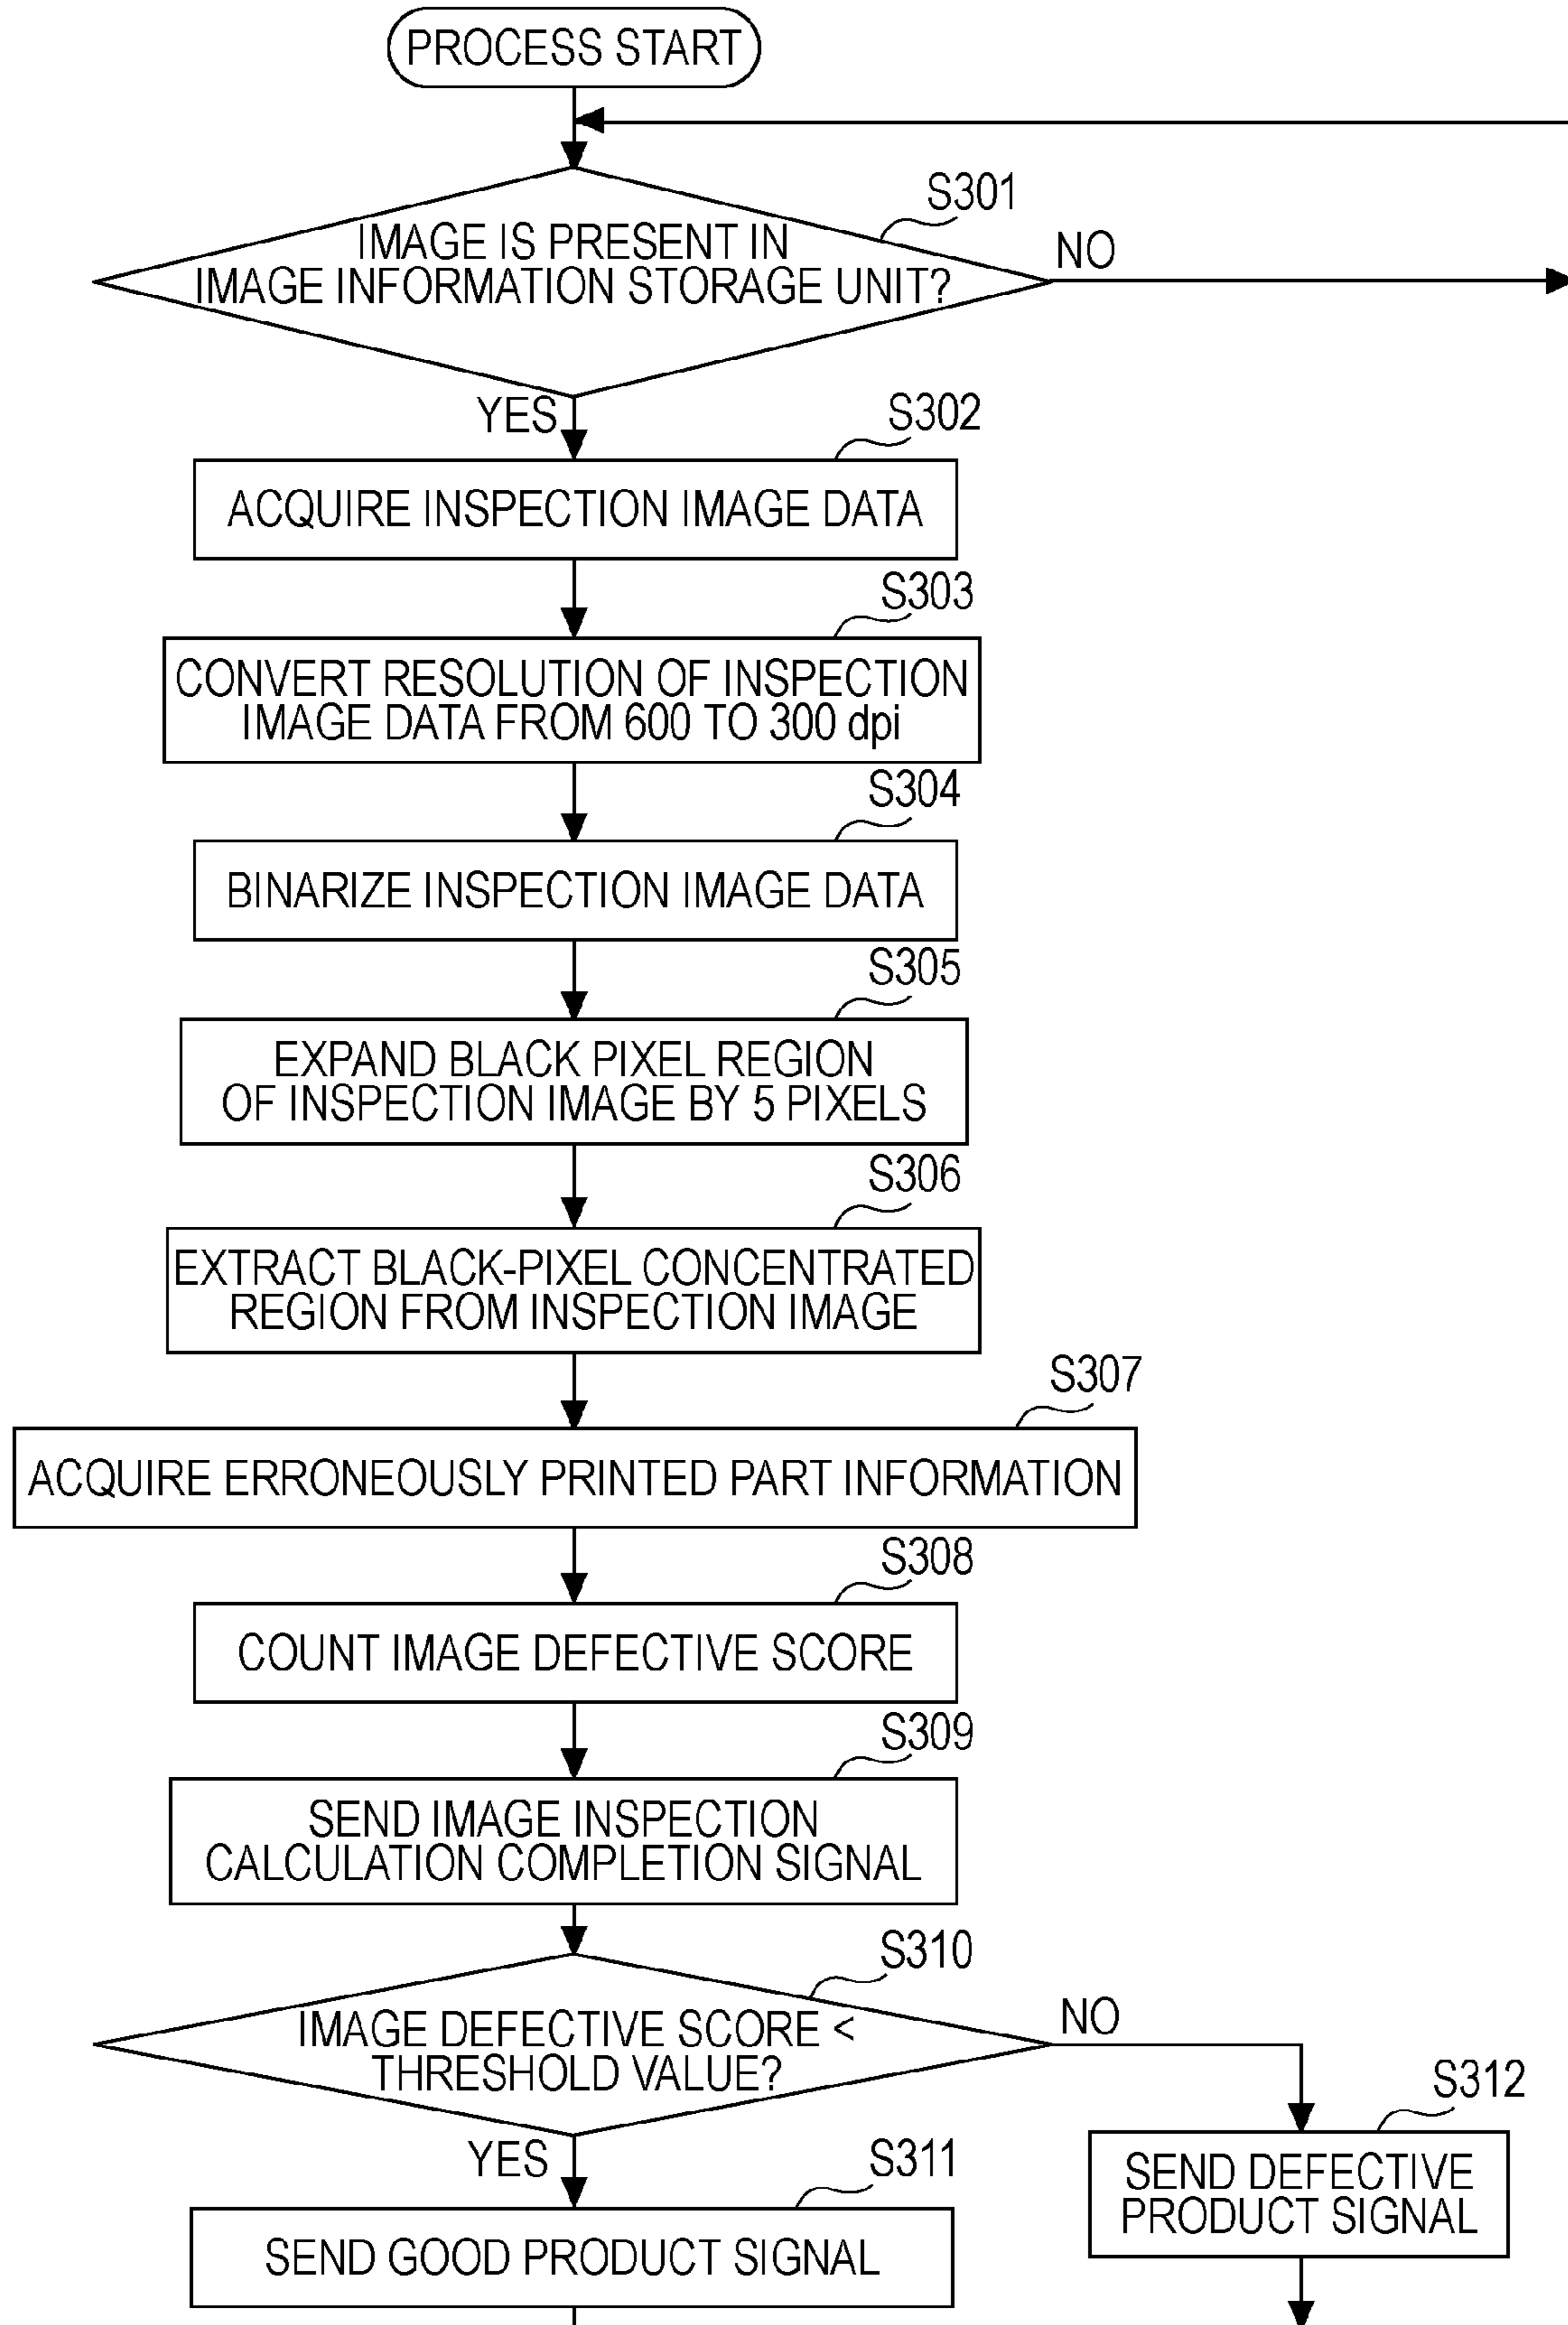 PROCESS START
S301
IMAGE IS PRESENT IN
IMAGE INFORMATION STORAGE UNIT?
NO
YES
S302
ACQUIRE INSPECTION IMAGE DATA
S303
CONVERT RESOLUTION OF INSPECTION
IMAGE DATA FROM 600 TO 300 dpi
S304
BINARIZE INSPECTION IMAGE DATA
S305
EXPAND BLACK PIXEL REGION
OF INSPECTION IMAGE BY 5 PIXELS
S306
EXTRACT BLACK-PIXEL CONCENTRATED
REGION FROM INSPECTION IMAGE
S307
ACQUIRE ERRONEOUSLY PRINTED PART INFORMATION
S308
COUNT IMAGE DEFECTIVE SCORE
S309
SEND IMAGE INSPECTION
CALCULATION COMPLETION SIGNAL
S310
IMAGE DEFECTIVE SCORE <
THRESHOLD VALUE?
NO
YES
S312
SEND DEFECTIVE
PRODUCT SIGNAL
S311
SEND GOOD PRODUCT SIGNAL